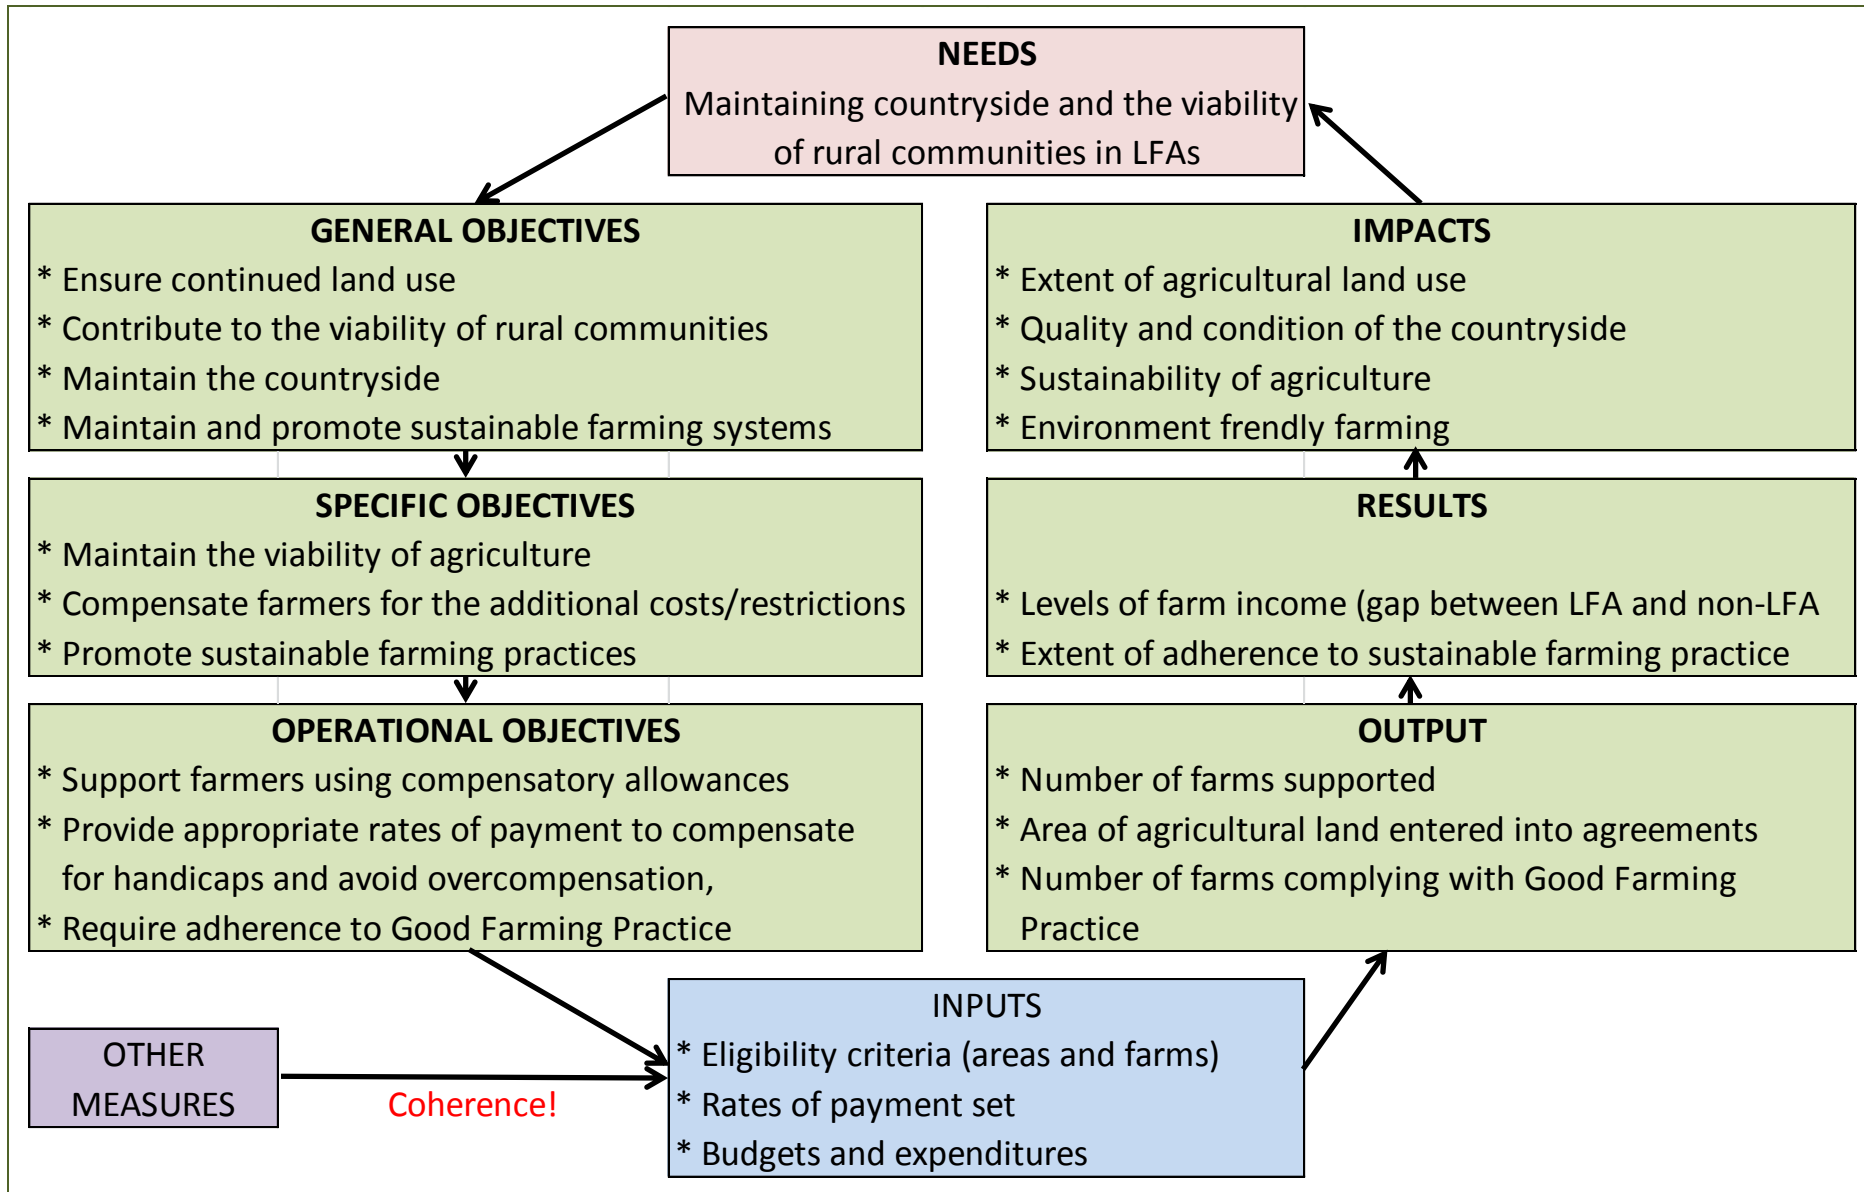 NEEDS
Maintaining countryside and the viability
of rural communities in LFAs
GENERAL OBJECTIVES
* Ensure continued land use
* Contribute to the viability of rural communities
* Maintain the countryside
* Maintain and promote sustainable farming systems
IMPACTS
* Extent of agricultural land use
* Quality and condition of the countryside
* Sustainability of agriculture
* Environment frendly farming
SPECIFIC OBJECTIVES
* Maintain the viability of agriculture
* Compensate farmers for the additional costs/restrictions
* Promote sustainable farming practices
RESULTS
* Levels of farm income (gap between LFA and non-LFA
* Extent of adherence to sustainable farming practice
OPERATIONAL OBJECTIVES
* Support farmers using compensatory allowances
* Provide appropriate rates of payment to compensate
for handicaps and avoid overcompensation,
* Require adherence to Good Farming Practice
OUTPUT
* Number of farms supported
* Area of agricultural land entered into agreements
* Number of farms complying with Good Farming
Practice
OTHER
MEASURES
Coherence!
INPUTS
* Eligibility criteria (areas and farms)
* Rates of payment set
* Budgets and expenditures